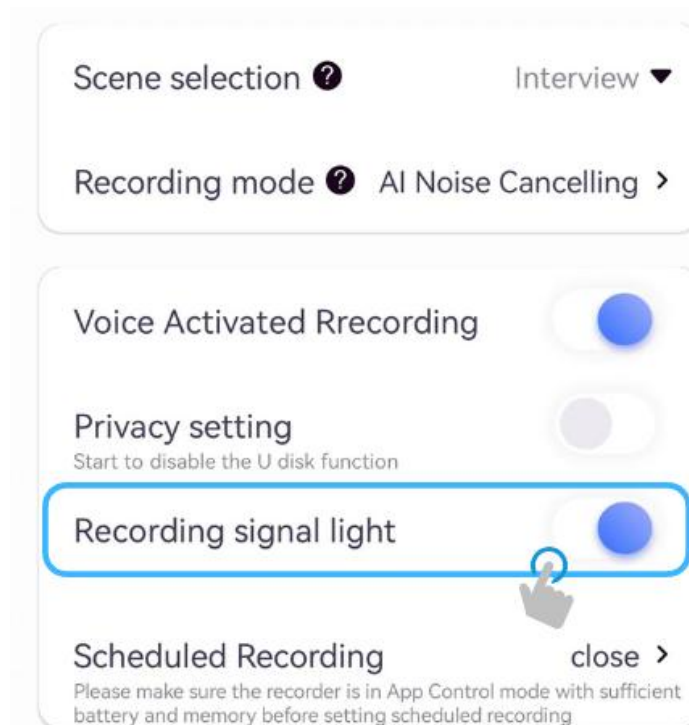 Scene selection ? Interview
Recording mode ? AI Noise Cancelling >
Voice Activated Rrecording
Privacy setting
Start to disable the U disk function
Recording signal light
Scheduled Recording close >
Please make sure the recorder is in App Control mode with sufficient
battery and memory before setting scheduled recording